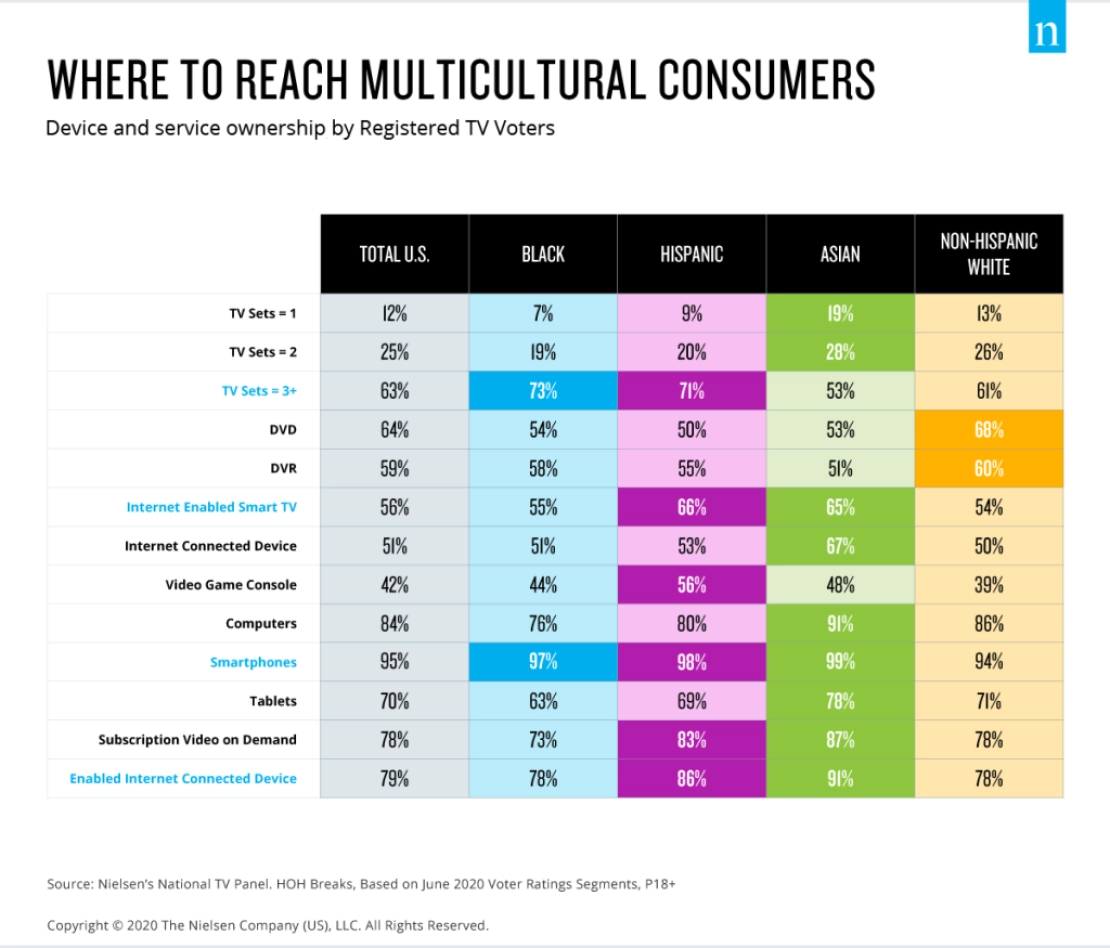 n
WHERE TO REACH MULTICULTURAL CONSUMERS
Device and service ownership by Registered TV Voters
TOTAL U.S. BLACK HISPANIC ASIAN NON-HISPANIC
WHITE
TV Sets = 1 12% 7% 9% 19% 13%
TV Sets = 2 25% 19% 20% 28% 26%
TV Sets = 3+ 63% 73% 71% 53% 61%
DVD 64% 54% 50% 53% 68%
DVR 59% 58% 55% 51% 60%
Internet Enabled Smart TV 56% 55% 66% 65% 54%
Internet Connected Device 51% 51% 53% 67% 50%
Video Game Console 42% 44% 56% 48% 39%
Computers 84% 76% 80% 91% 86%
Smartphones 95% 97% 98% 99% 94%
Tablets 70% 63% 69% 78% 71%
Subscription Video on Demand 78% 73% 83% 87% 78%
Enabled Internet Connected Device 79% 78% 86% 91% 78%
Source: Nielsen's National TV Panel. HOH Breaks, Based on June 2020 Voter Ratings Segments, P18+
Copyright © 2020 The Nielsen Company (US), LLC. All Rights Reserved.